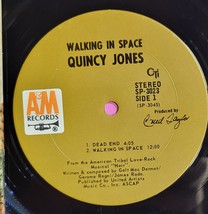 WALKING IN SPACE
QUINCY JONES
CTi
STEREO
SP-3023
SIDE 1
(SP-3045)
A&M
RECORDS
Produced by
Creed Taylor
1. DEAD END 4:05
2. WALKING IN SPACE 12:00
From the American Tribal Love-Rock
Musical "Hair"
Written & composed by Galt Mac Dermot/
Gerome Ragni/James Rado.
Published by United Artists
Music Co., Inc. ASCAP